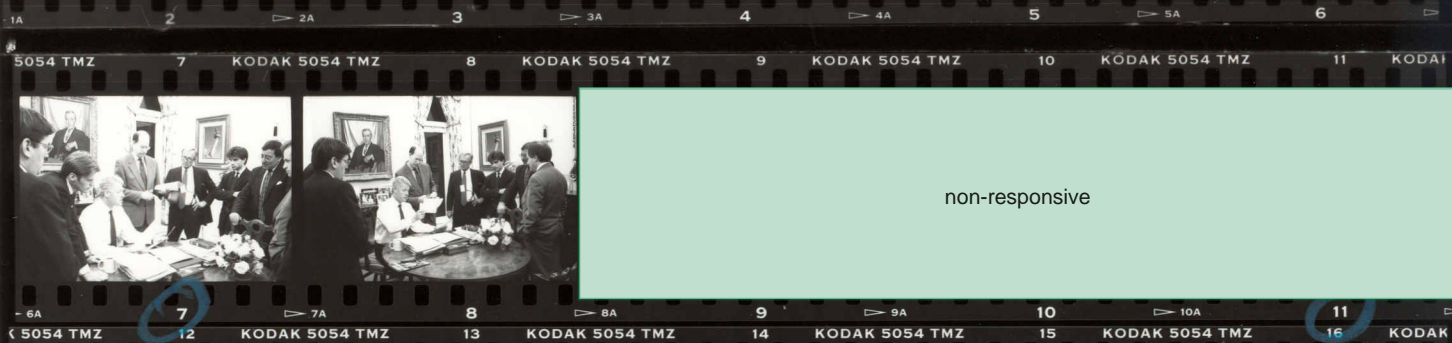 1A 2 2A 3 3A 4 4A 5 5A 6
5054 TMZ 7 KODAK 5054 TMZ 8 KODAK 5054 TMZ 9 KODAK 5054 TMZ 10 KODAK 5054 TMZ 11 KODAK
non-responsive
6A 7 7A 8 8A 9 9A 10 10A 11
5054 TMZ 12 KODAK 5054 TMZ 13 KODAK 5054 TMZ 14 KODAK 5054 TMZ 15 KODAK 5054 TMZ 16 KODAK